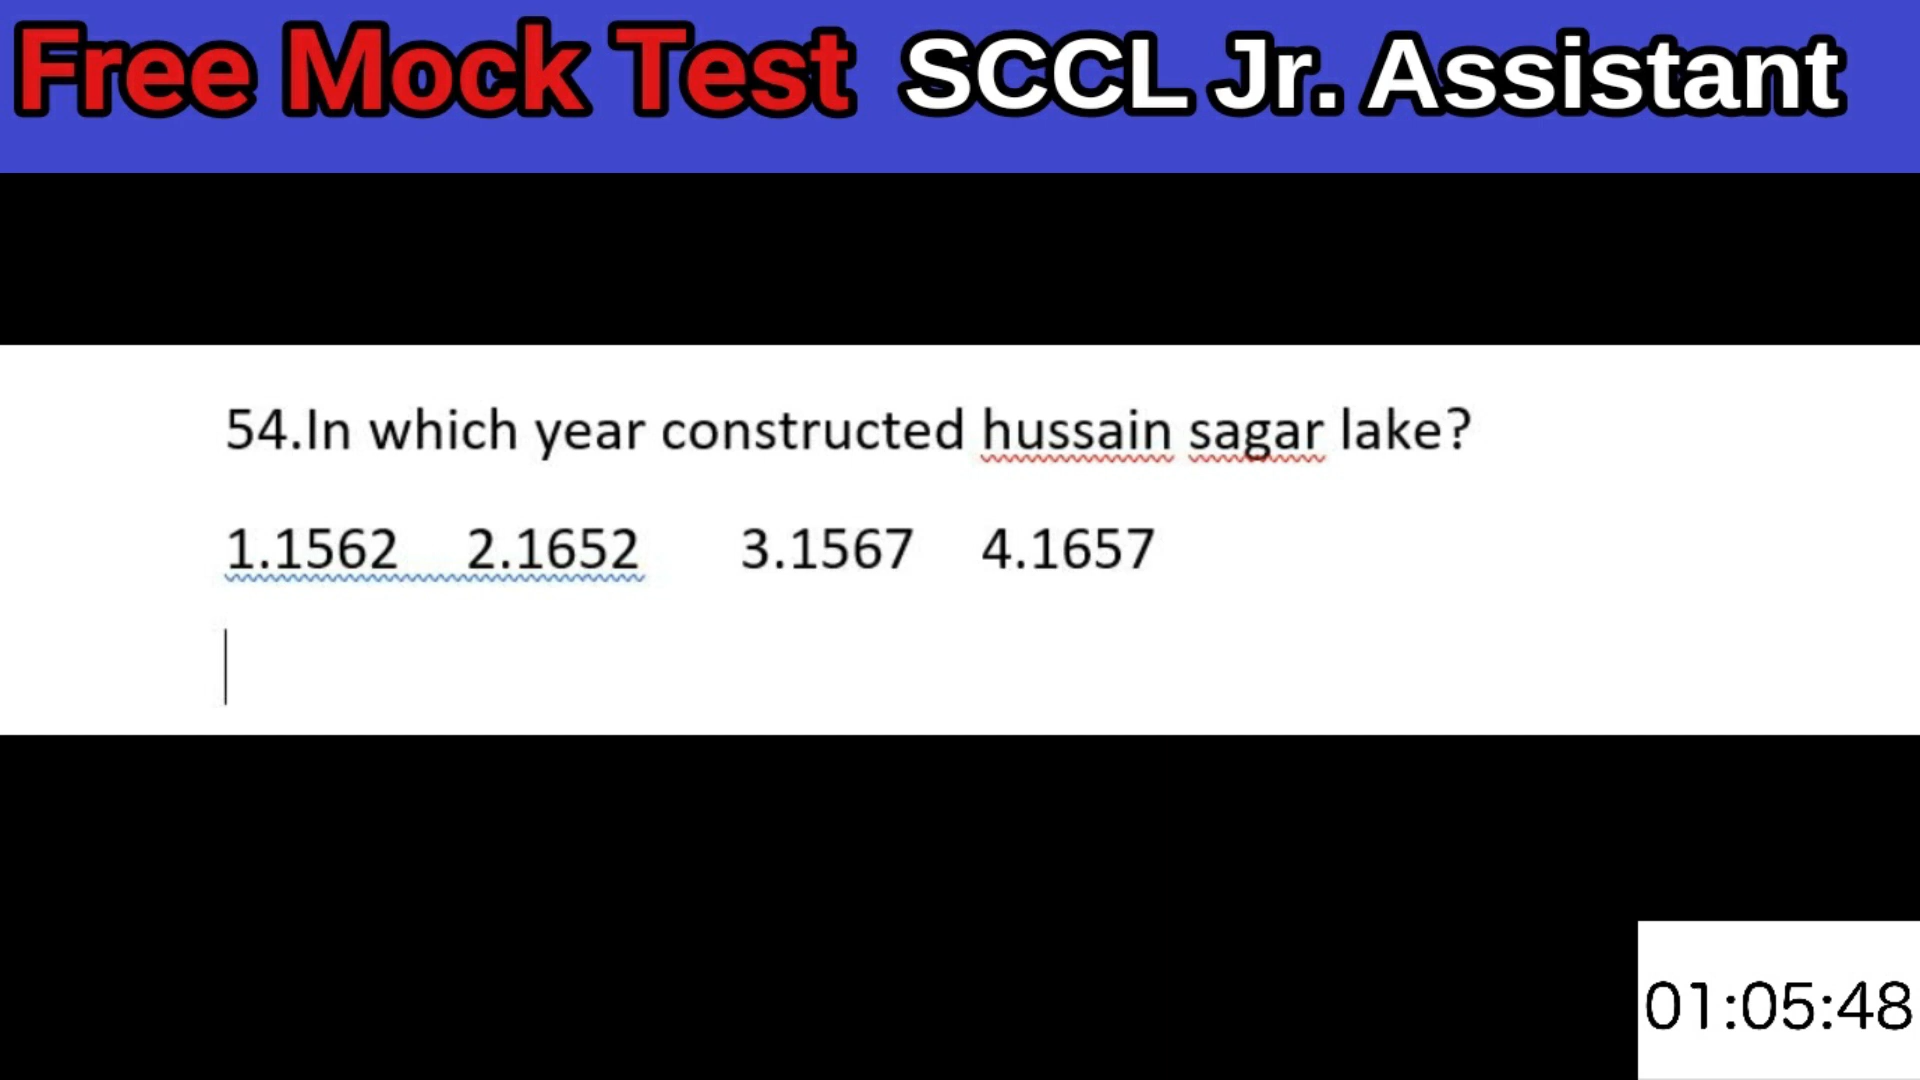 Free Mock Test SCCL Jr. Assistant
54.In which year constructed hussain sagar lake?
1.1562 2.1652 3.1567 4.1657
01:05:48